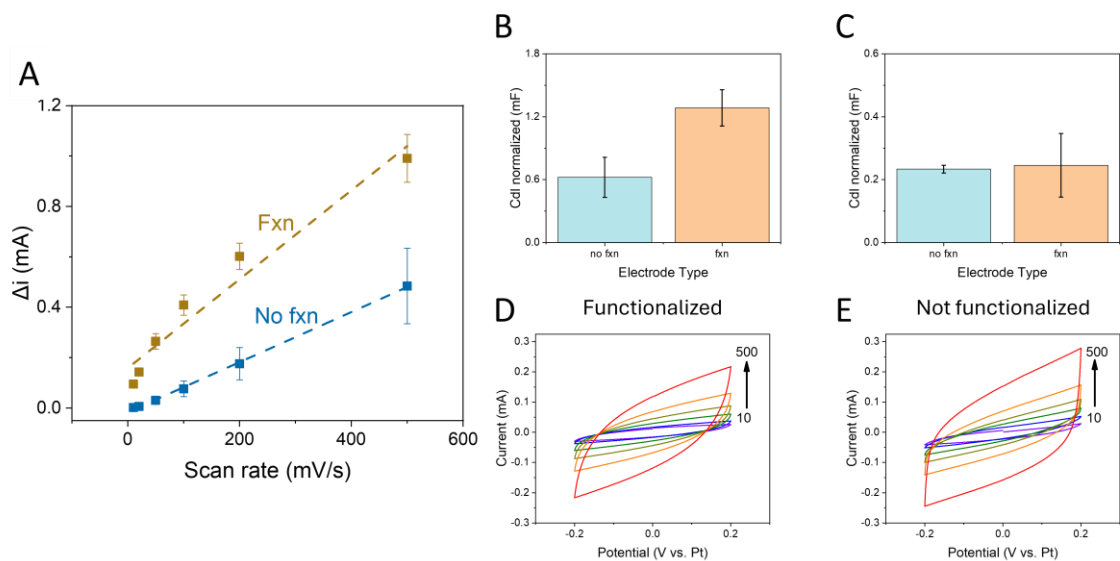 A
Δi (mA)
1.2
0.8
0.4
0.0
Fxn
No fxn
0
200
400
600
Scan rate (mV/s)
B
Cdl normalized (mF)
1.8
1.2
0.6
0.0
no fxn
fxn
Electrode Type
C
Cdl normalized (mF)
0.6
0.4
0.2
0.0
no fxn
fxn
Electrode Type
D
Functionalized
Current (mA)
0.3
0.2
0.1
0.0
-0.1
-0.2
-0.3
500
10
-0.2
0.0
0.2
Potential (V vs. Pt)
E
Not functionalized
Current (mA)
0.3
0.2
0.1
0.0
-0.1
-0.2
-0.3
500
10
-0.2
0.0
0.2
Potential (V vs. Pt)